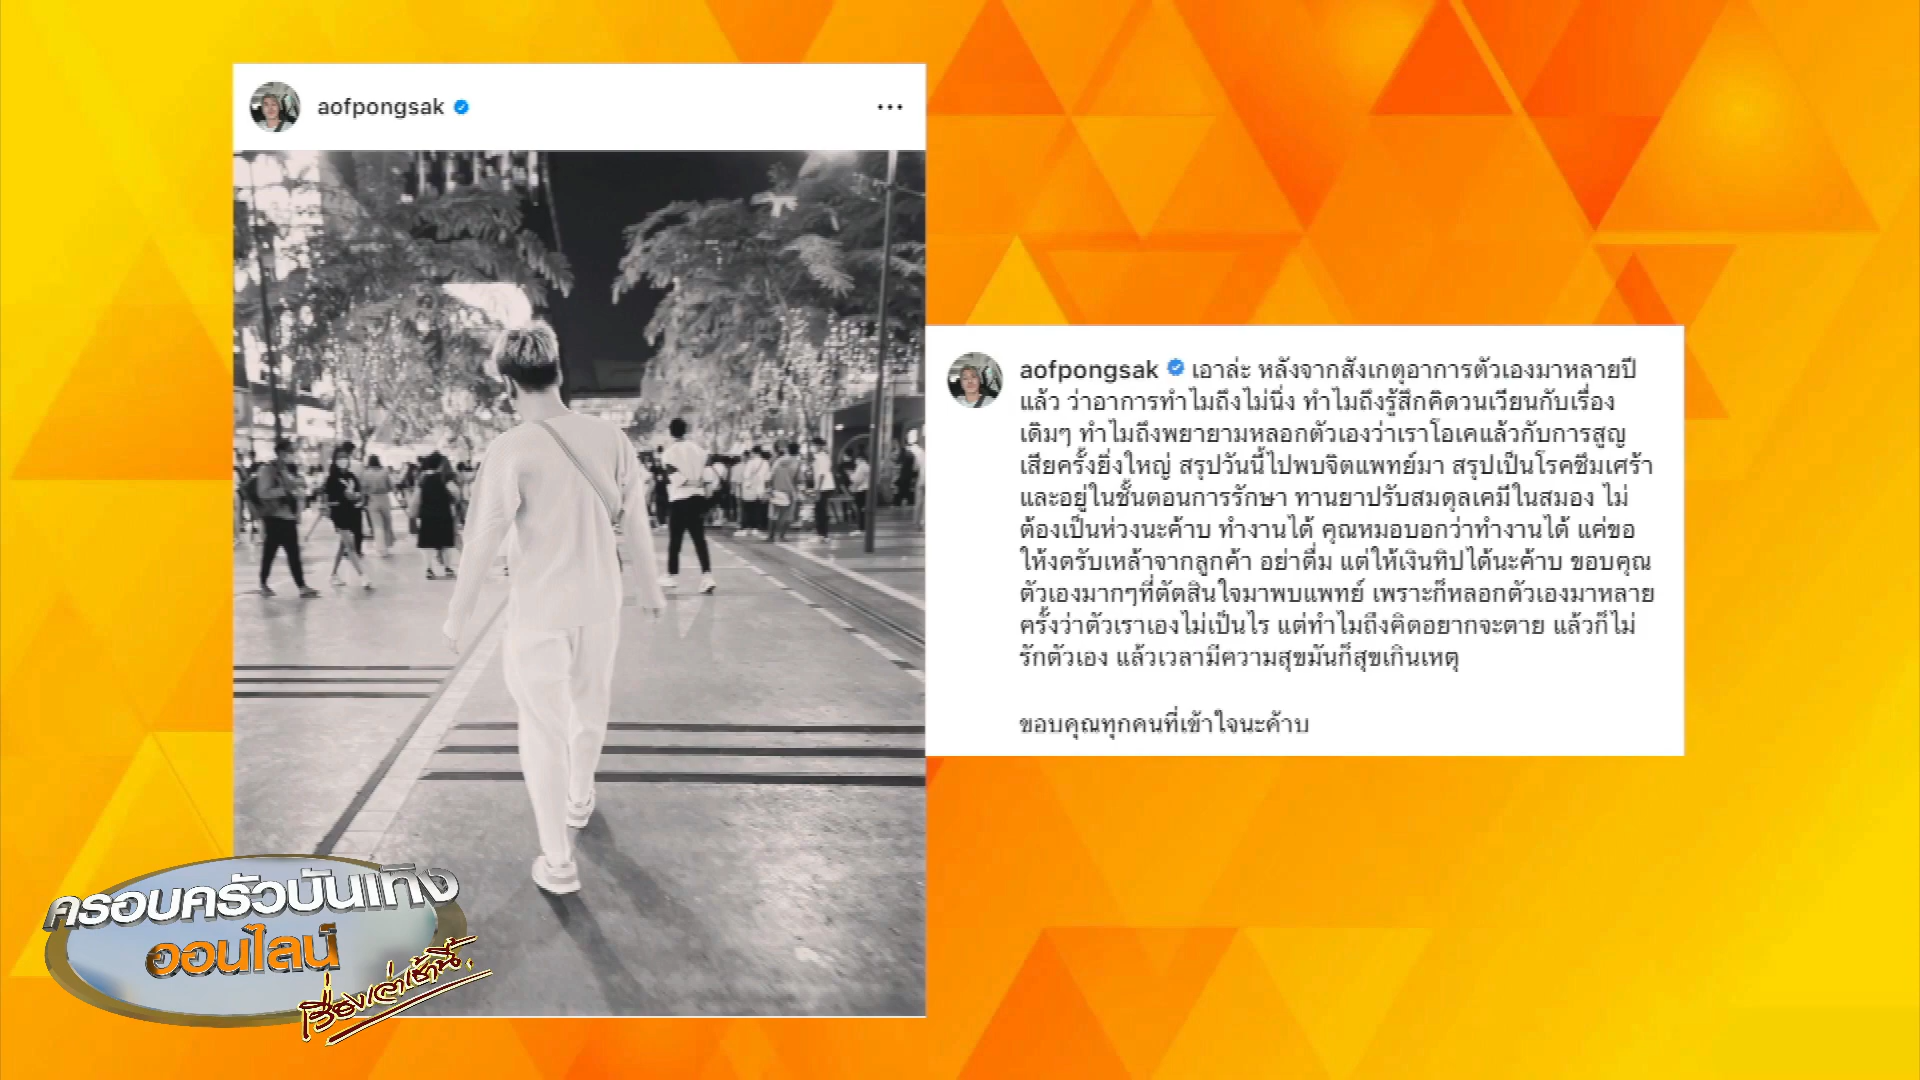 aofpongsak
aofpongsak เอาล่ะ หลังจากสังเกตุอาการตัวเองมาหลายปี
แล้ว ว่าอาการทำไมถึงไม่นิ่ง ทำไมถึงรู้สึกคิดวนเวียนกับเรื่อง
เดิมๆ ทำไมถึงพยายามหลอกตัวเองว่าเราโอเคแล้วกับการสูญ
เสียครั้งยิ่งใหญ่ สรุปวันนี้ไปพบจิตแพทย์มา สรุปเป็นโรคซึมเศร้า
และอยู่ในชั้นตอนการรักษา ทานยาปรับสมดุลเคมีในสมอง ไม่
ต้องเป็นห่วงนะค้าบ ทำงานได้ คุณหมอบอกว่าทำงานได้ แค่ขอ
ให้งดรับเหล้าจากลูกค้า อย่าดื่ม แต่ให้เงินทิปได้นะค้าบ ขอบคุณ
ตัวเองมากๆที่ตัดสินใจมาพบแพทย์ เพราะก็หลอกตัวเองมาหลาย
ครั้งว่าตัวเราเองไม่เป็นไร แต่ทำไมถึงคิดอยากจะตาย แล้วก็ไม่
รักตัวเอง แล้วเวลามีความสุขมันก็สุขเกินเหตุ
ขอบคุณทุกคนที่เข้าใจนะค้าบ
ครอบครัวบันเทิง
ออนไลน์
เรื่องเล่าเช้านี้